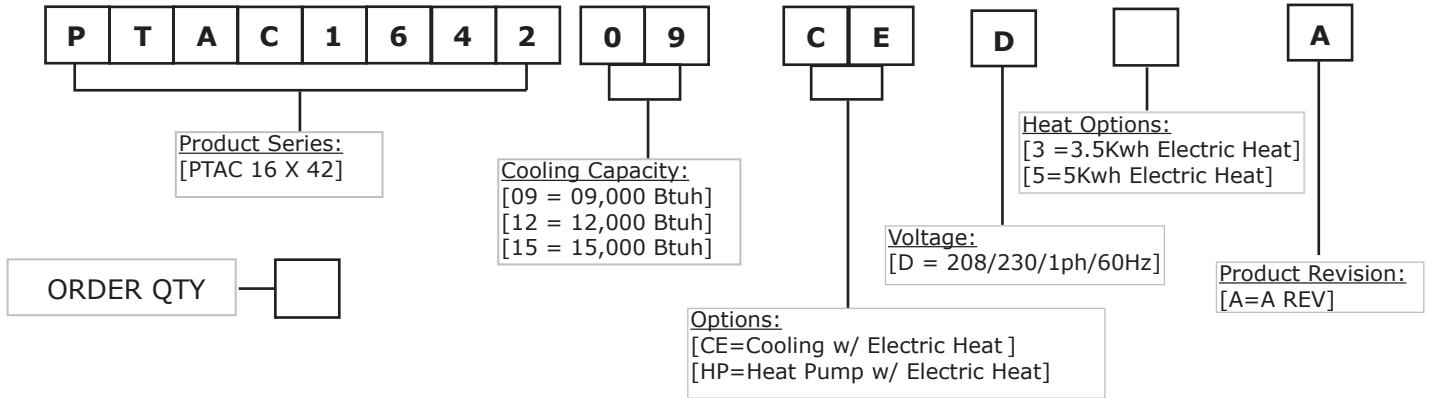 P T A C 1 6 4 2 0 9 C E D A
Product Series:
[PTAC 16 X 42]
Cooling Capacity:
[09 = 09,000 Btuh]
[12 = 12,000 Btuh]
[15 = 15,000 Btuh]
Heat Options:
[3 =3.5Kwh Electric Heat]
[5=5Kwh Electric Heat]
Voltage:
[D = 208/230/1ph/60Hz]
Product Revision:
[A=A REV]
ORDER QTY
Options:
[CE=Cooling w/ Electric Heat ]
[HP=Heat Pump w/ Electric Heat]